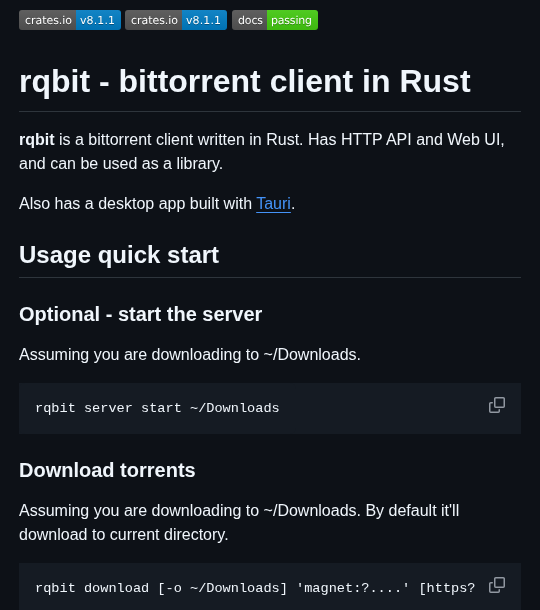 crates.io v8.1.1 crates.io v8.1.1 docs passing
rqbit - bittorrent client in Rust
rqbit is a bittorrent client written in Rust. Has HTTP API and Web UI,
and can be used as a library.
Also has a desktop app built with Tauri.
Usage quick start
Optional - start the server
Assuming you are downloading to ~/Downloads.
rqbit server start ~/Downloads
Download torrents
Assuming you are downloading to ~/Downloads. By default it'll
download to current directory.
rqbit download [-o ~/Downloads] 'magnet:?....' [https?